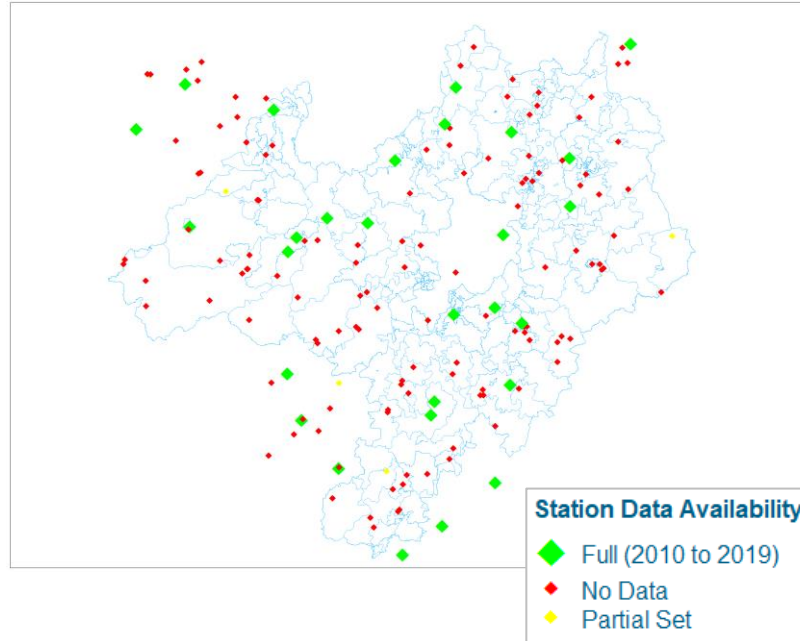 Station Data Availability
Full (2010 to 2019)
No Data
Partial Set